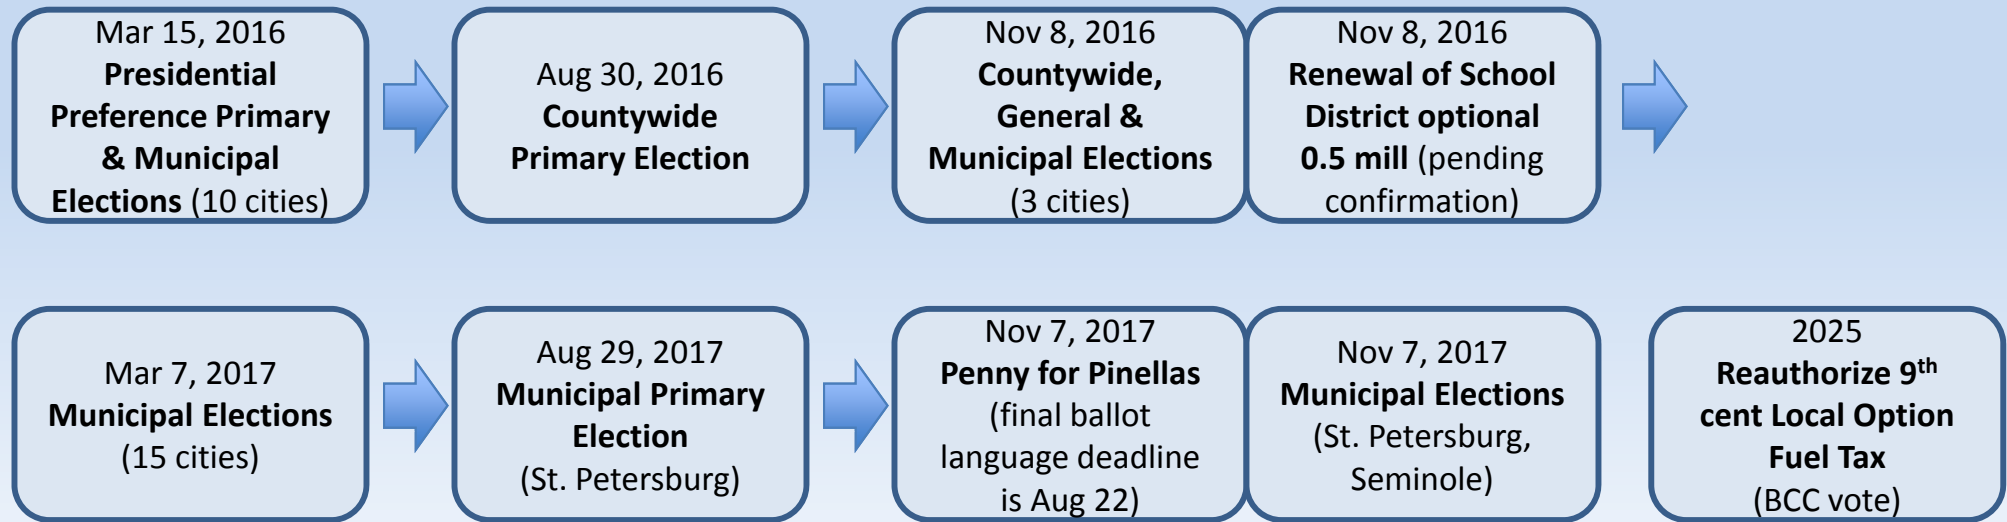 Mar 15, 2016
Presidential
Preference Primary
& Municipal
Elections (10 cities)
Aug 30, 2016
Countywide
Primary Election
Nov 8, 2016
Countywide,
General &
Municipal Elections
(3 cities)
Nov 8, 2016
Renewal of School
District optional
0.5 mill (pending
confirmation)
Mar 7, 2017
Municipal Elections
(15 cities)
Aug 29, 2017
Municipal Primary
Election
(St. Petersburg)
Nov 7, 2017
Penny for Pinellas
(final ballot
language deadline
is Aug 22)
Nov 7, 2017
Municipal Elections
(St. Petersburg,
Seminole)
2025
Reauthorize 9th
cent Local Option
Fuel Tax
(BCC vote)